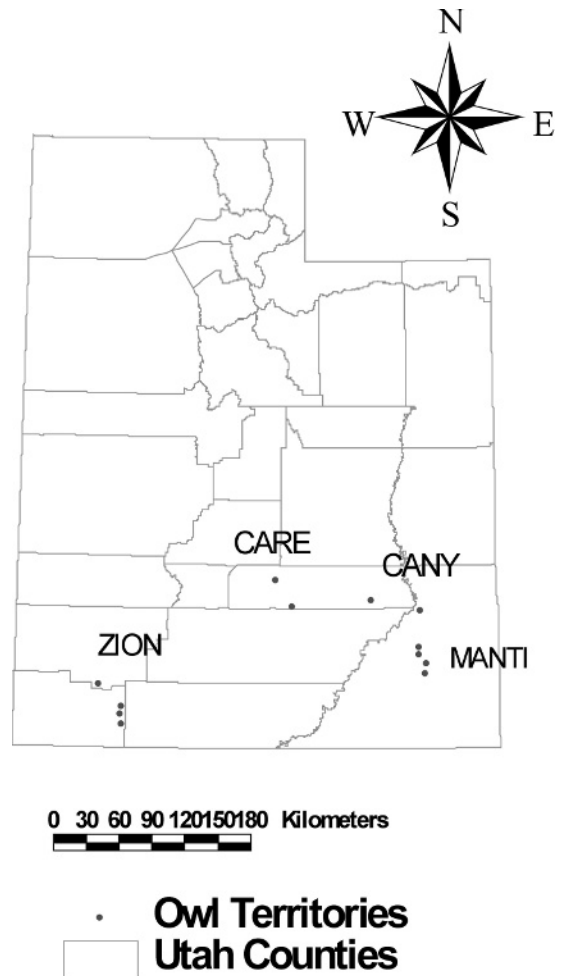 N
W E
S
CARE
CANY
ZION
MANTI
0 30 60 90 120150180 Kilometers
Owl Territories
Utah Counties